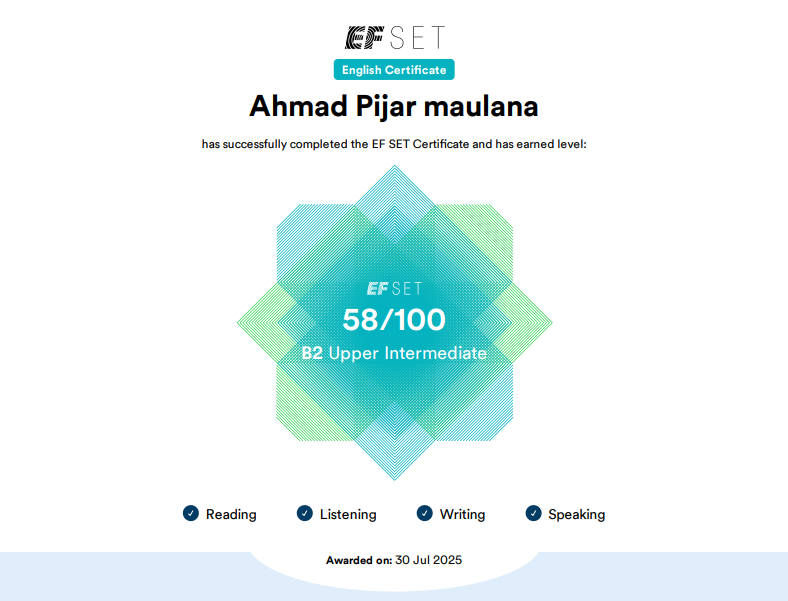 EF SET
English Certificate
Ahmad Pijar maulana
has successfully completed the EF SET Certificate and has earned level:
EF SET
58/100
B2 Upper Intermediate
Reading Listening Writing Speaking
Awarded on: 30 Jul 2025